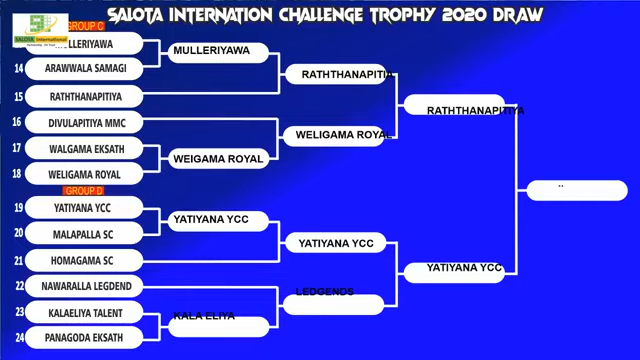 SALOTA INTERNATION CHALLENGE TROPHY 2020 DRAW
GROUP C
SALOTA International
MULLERIYAWA
14 ARAWWALA SAMAGI
15 RATHTHANAPITIYA
16 DIVULAPITIYA MMC
17 WALGAMA EKSATH
18 WELIGAMA ROYAL
GROUP D
19 YATIYANA YCC
20 MALAPALLA SC
21 HOMAGAMA SC
22 NAWARALLA LEGDEND
23 KALAELIYA TALENT
24 PANAGODA EKSATH
MULLERIYAWA
WEIGAMA ROYAL
YATIYANA YCC
KALA ELIYA
RATHTHANAPITIA
WELIGAMA ROYAL
YATIYANA YCC
LEDGENDS
RATHTHANAPITIYA
YATIYANA YCC